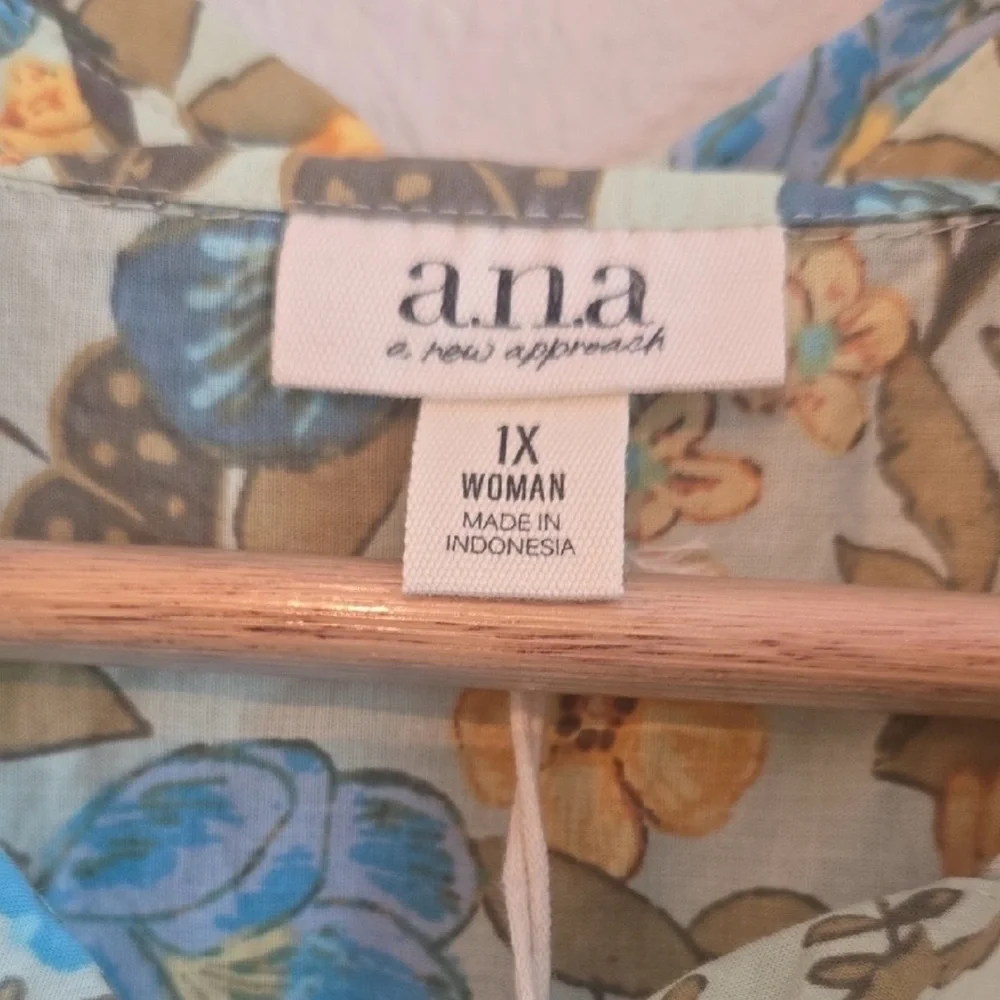 a.n.a
a new approach
1X
WOMAN
MADE IN
INDONESIA